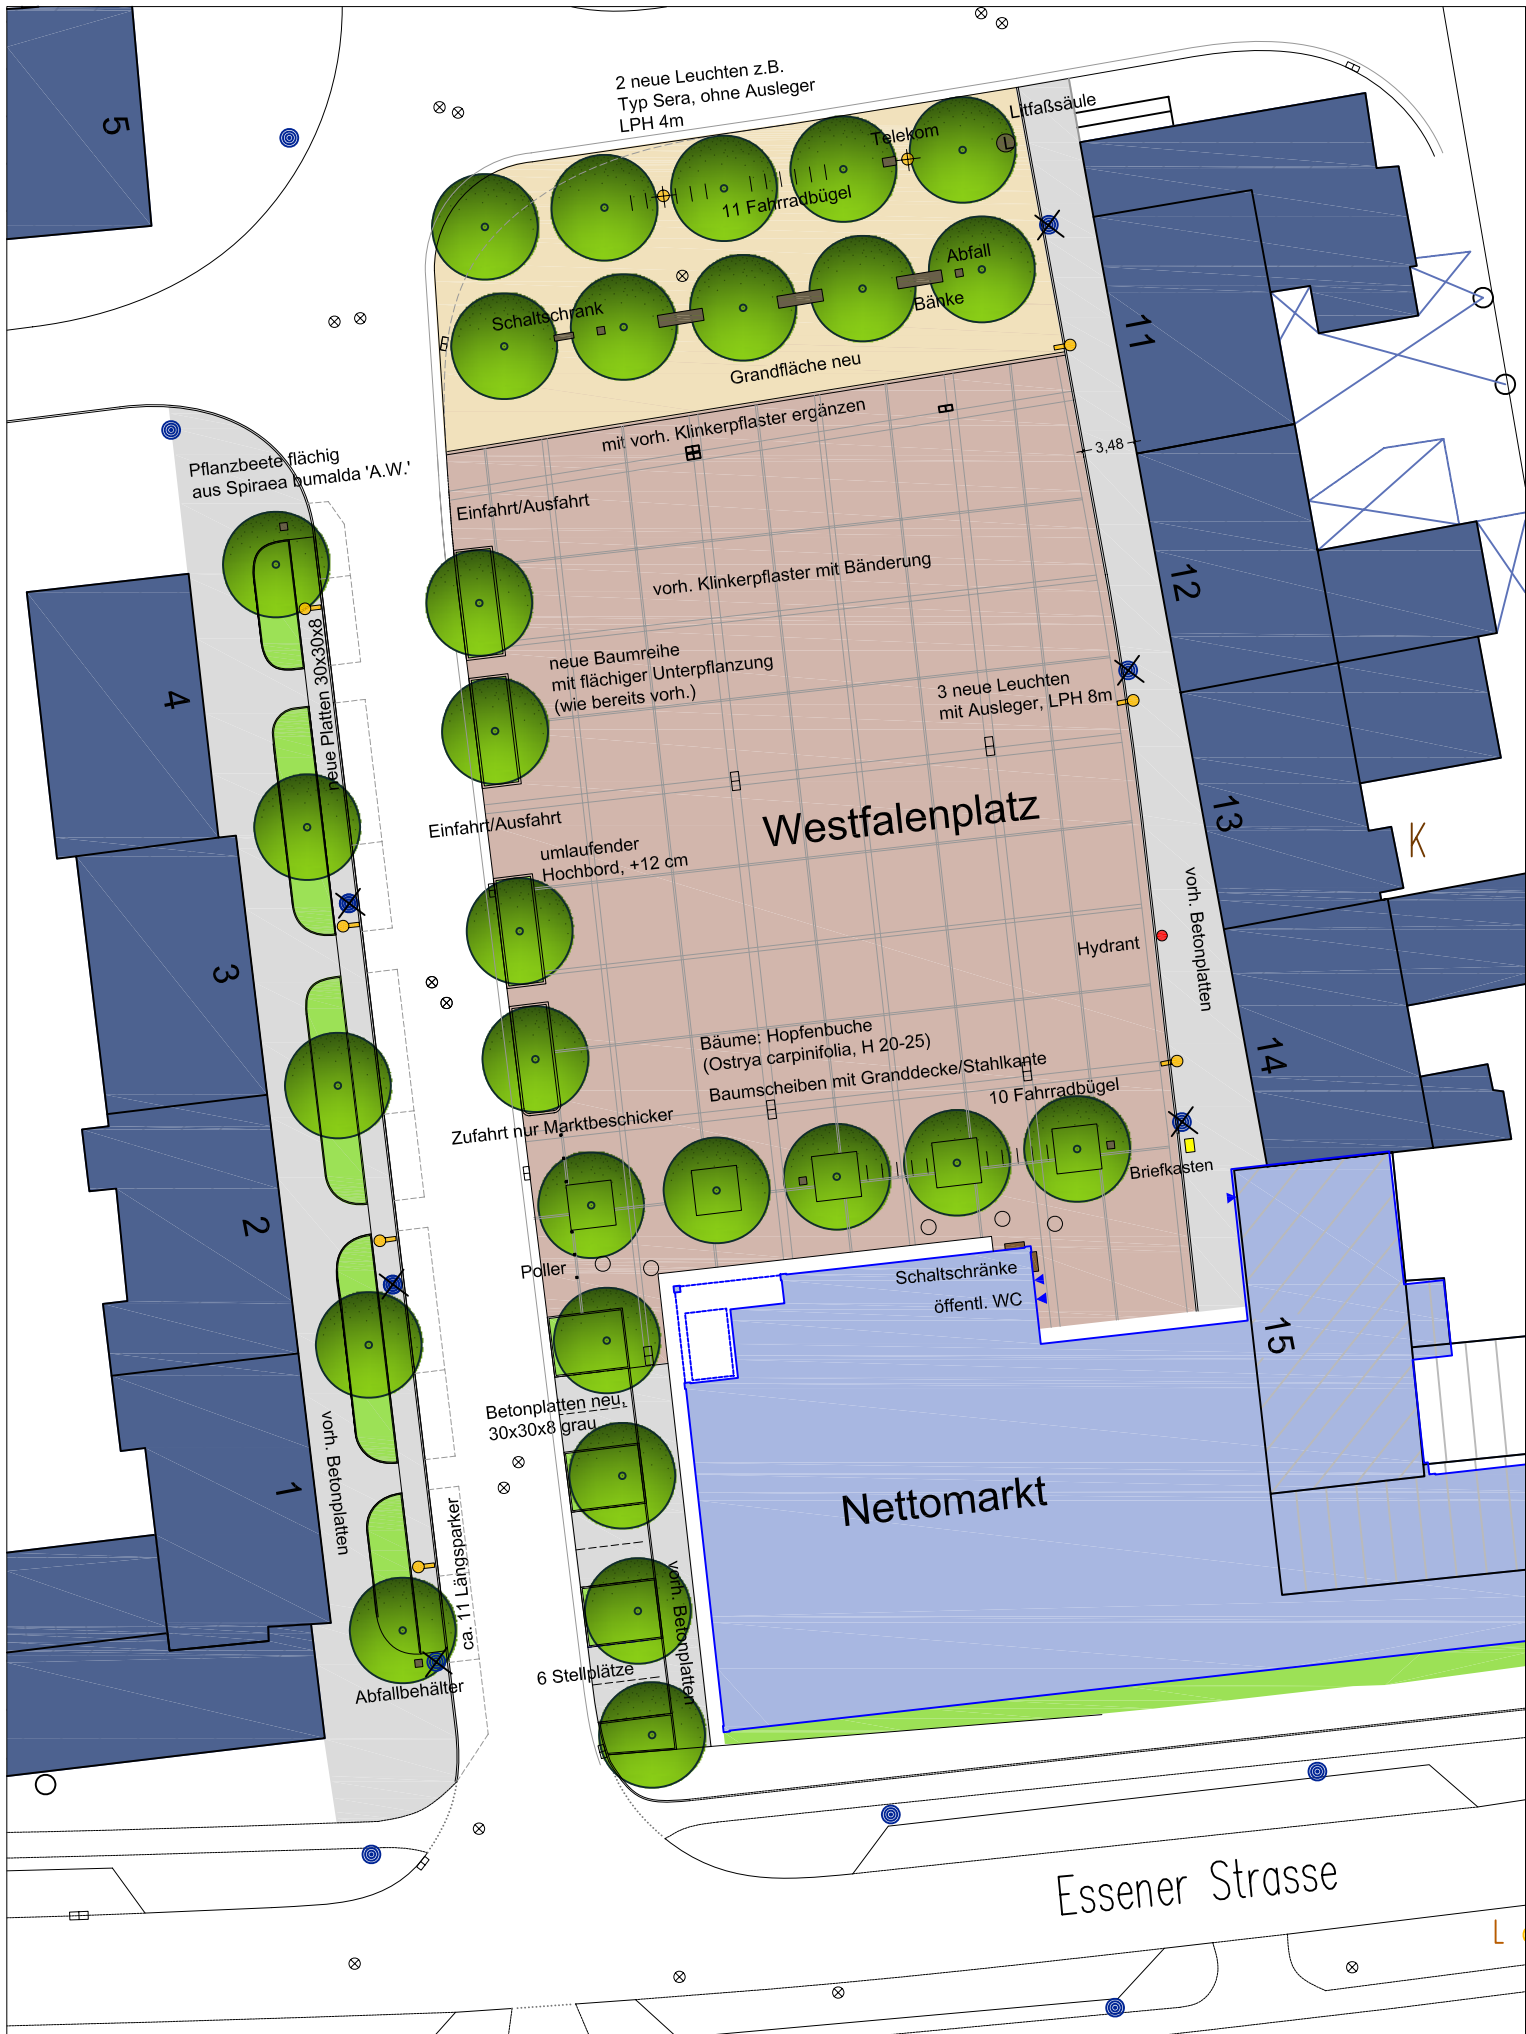 2 neue Leuchten z.B.
Typ Sera, ohne Ausleger
LPH 4m
5
Litfaßsäule
L
Telekom
11 Fahrradbügel
Abfall
Bänke
Schaltschrank
Grandfläche neu
11
mit vorh. Klinkerpflaster ergänzen
3,48
Pflanzbeete flächig
aus Spiraea bumalda 'A.W.'
Einfahrt/Ausfahrt
vorh. Klinkerpflaster mit Bänderung
12
neue Baumreihe
mit flächiger Unterpflanzung
(wie bereits vorh.)
neue Platten 30x30x8
4
3 neue Leuchten
mit Ausleger, LPH 8m
Westfalenplatz
13
K
Einfahrt/Ausfahrt
umlaufender
Hochbord, +12 cm
vorh. Betonplatten
3
Hydrant
14
Bäume: Hopfenbuche
(Ostrya carpinifolia, H 20-25)
Baumscheiben mit Granddecke/Stahlkante
10 Fahrradbügel
Zufahrt nur Marktbeschicker
Briefkasten
2
Poller
Schaltschränke
öffentl. WC
15
Betonplatten neu,
30x30x8 grau
vorh. Betonplatten
1
Nettomarkt
ca. 11 Längsparker
vorh. Betonplatten
6 Stellplätze
Abfallbehälter
Essener Strasse
L